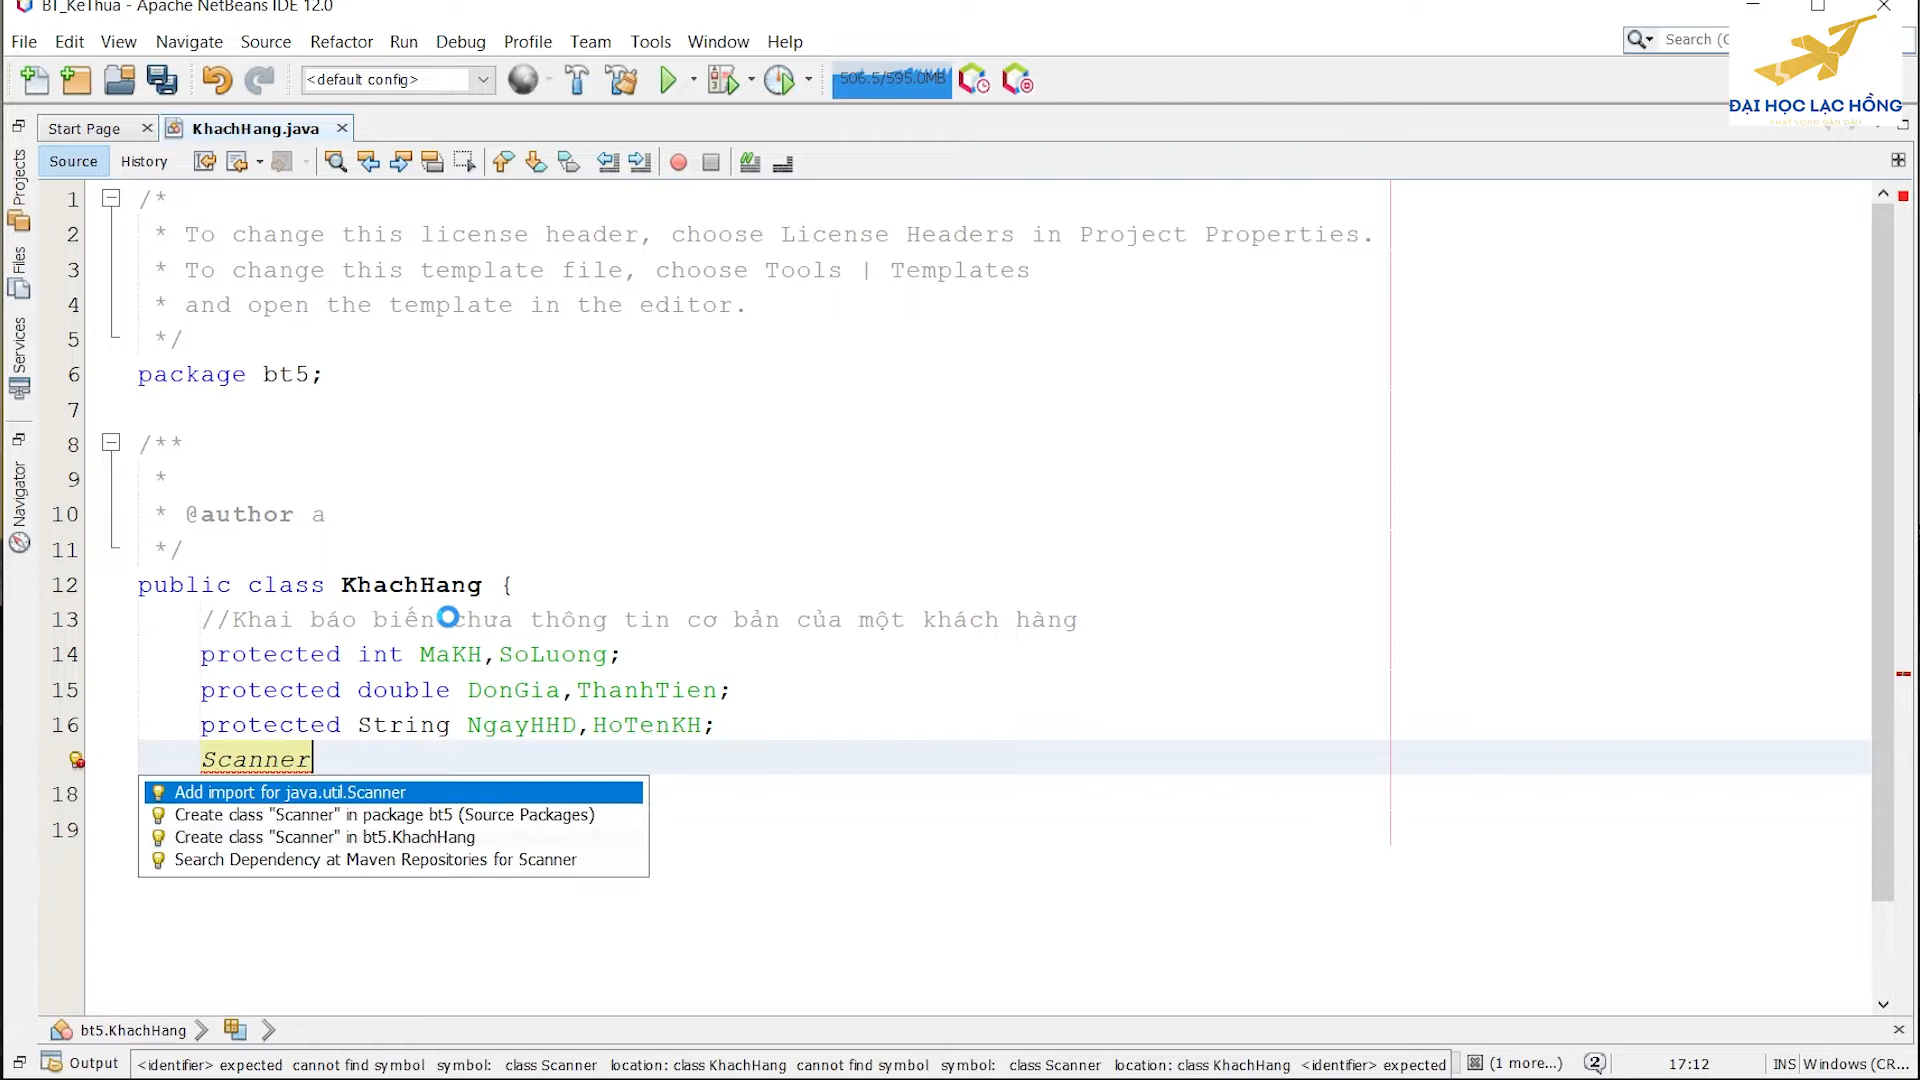 BT_KeThua - Apache NetBeans IDE 12.0
File Edit View Navigate Source Refactor Run Debug Profile Team Tools Window Help
Search (C
<default config>
506.5/595.0MB
ĐẠI HỌC LẠC HỒNG
Start Page
KhachHang.java
Source History
Projects
Files
Services
Navigator
1 /*
2 * To change this license header, choose License Headers in Project Properties.
3 * To change this template file, choose Tools | Templates
4 * and open the template in the editor.
5 */
6 package bt5;
7
8 /**
9 *
10 * @author a
11 */
12 public class KhachHang {
13 //Khai báo biến chưa thông tin cơ bản của một khách hàng
14 protected int MaKH,SoLuong;
15 protected double DonGia,ThanhTien;
16 protected String NgayHHD,HoTenKH;
Scanner
18
19
Add import for java.util.Scanner
Create class "Scanner" in package bt5 (Source Packages)
Create class "Scanner" in bt5.KhachHang
Search Dependency at Maven Repositories for Scanner
bt5.KhachHang
Output
<identifier> expected cannot find symbol symbol: class Scanner location: class KhachHang cannot find symbol symbol: class Scanner location: class KhachHang <identifier> expected
(1 more...)
2
17:12
INS
Windows (CR...